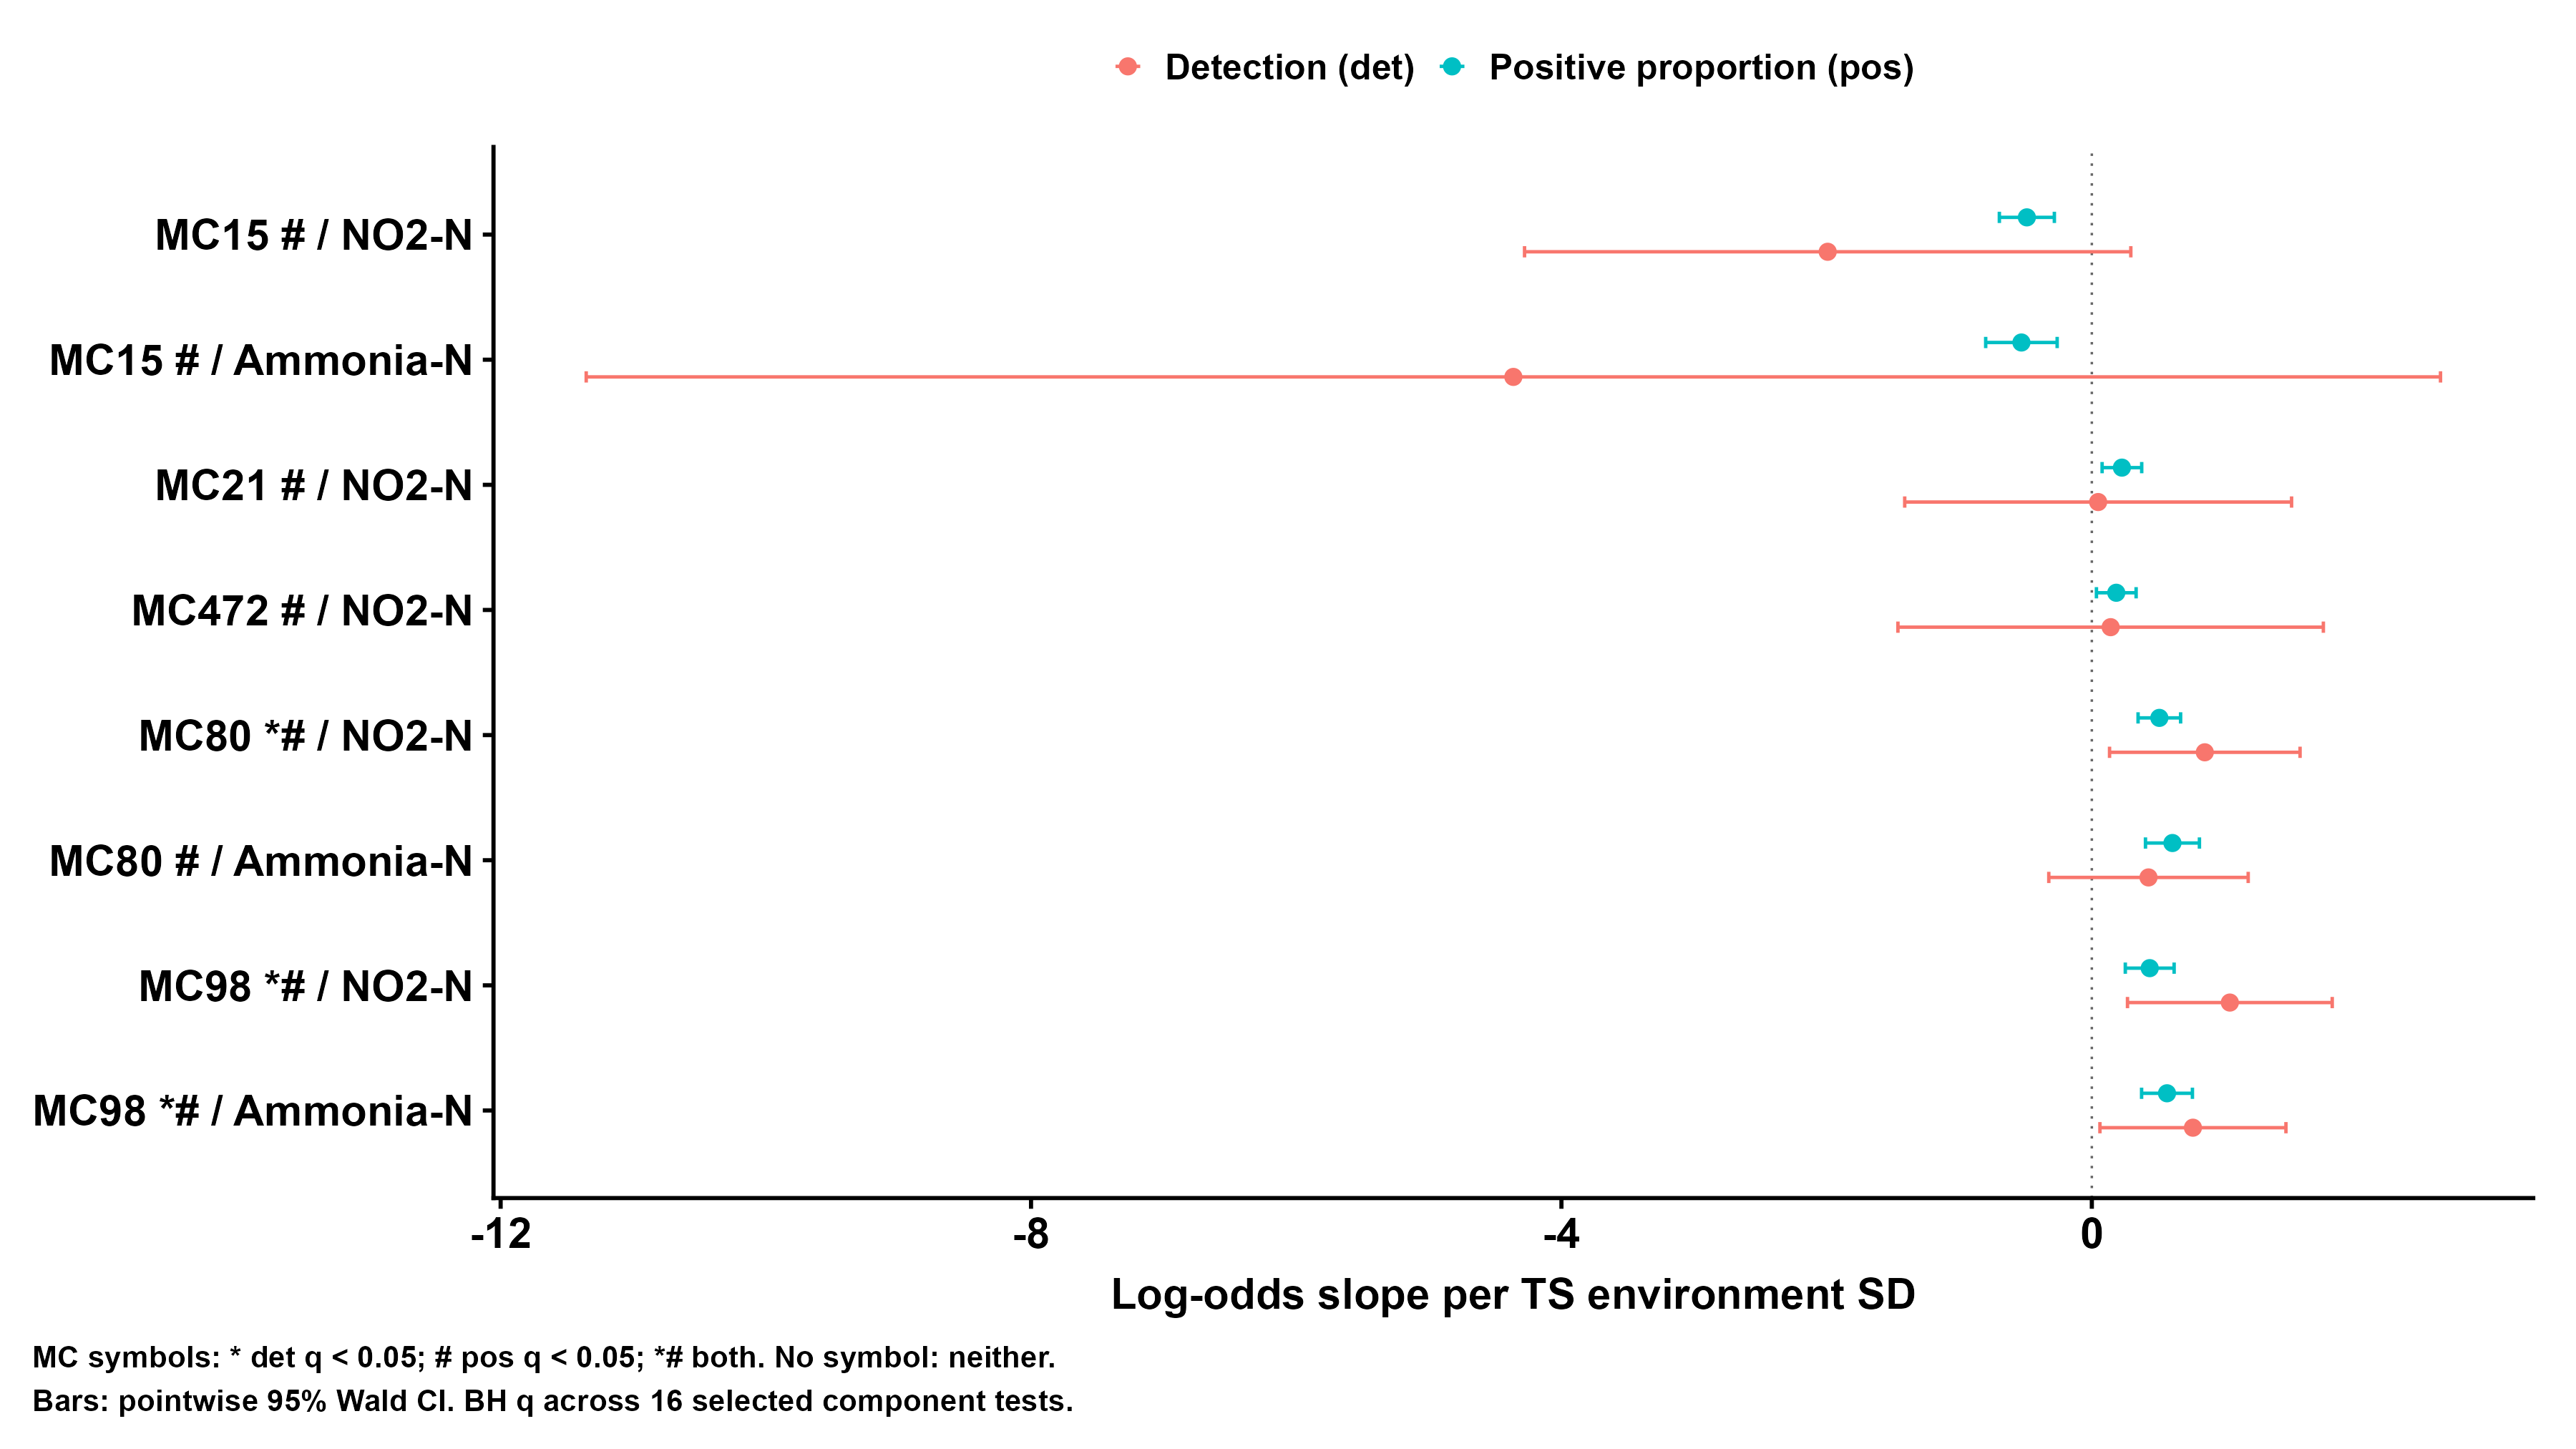 Detection (det) Positive proportion (pos)
MC15 # / NO2-N
MC15 # / Ammonia-N
MC21 # / NO2-N
MC472 # / NO2-N
MC80 *# / NO2-N
MC80 # / Ammonia-N
MC98 *# / NO2-N
MC98 *# / Ammonia-N
-12 -8 -4 0
Log-odds slope per TS environment SD
MC symbols: * det q < 0.05; # pos q < 0.05; *# both. No symbol: neither.
Bars: pointwise 95% Wald CI. BH q across 16 selected component tests.